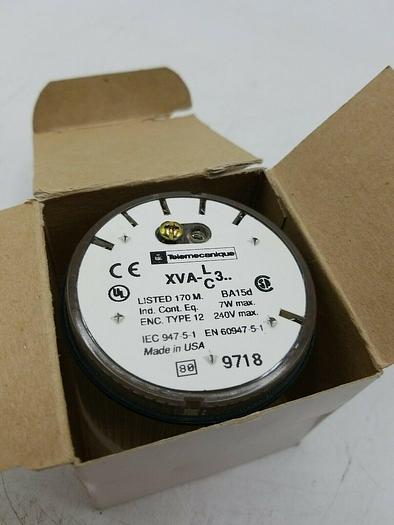 Telemecanique
CE
XVA-L C3..
UL
LISTED 170 M.
BA15d
Ind. Cont. Eq.
7W max.
ENC. TYPE 12
240V max.
IEC 947-5-1 EN 60947-5-1
Made in USA
80
9718